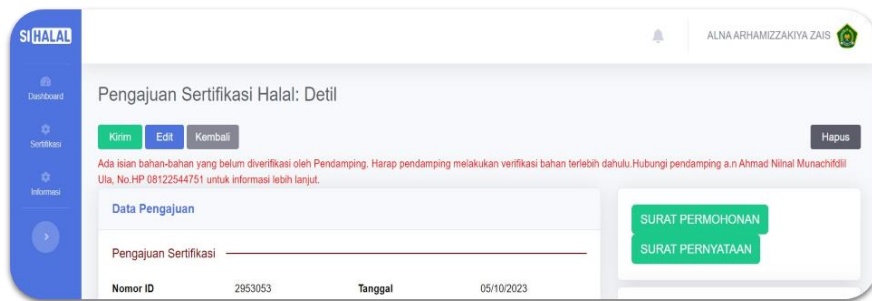 SI HALAL
ALNA ARHAMIZZAKIYA ZAIS
Dashboard
Sertifikasi
Informasi
Pengajuan Sertifikasi Halal: Detil
Kirim Edit Kembali Hapus
Ada isian bahan-bahan yang belum diverifikasi oleh Pendamping. Harap pendamping melakukan verifikasi bahan terlebih dahulu.Hubungi pendamping a.n Ahmad Nilnal Munachifdlil
Ula, No.HP 08122544751 untuk informasi lebih lanjut.
Data Pengajuan
Pengajuan Sertifikasi
Nomor ID 2953053 Tanggal 05/10/2023
SURAT PERMOHONAN
SURAT PERNYATAAN